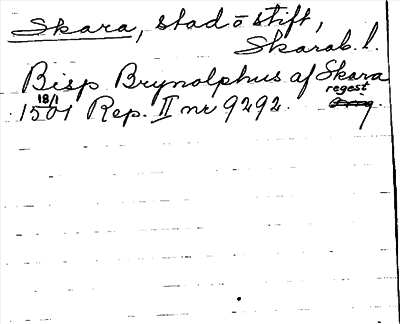 Skara, stad o stift,
Skarab. l.
Bisp Brynolphus af Skara
18/1 regest
1501 Rep. II nr 9292.